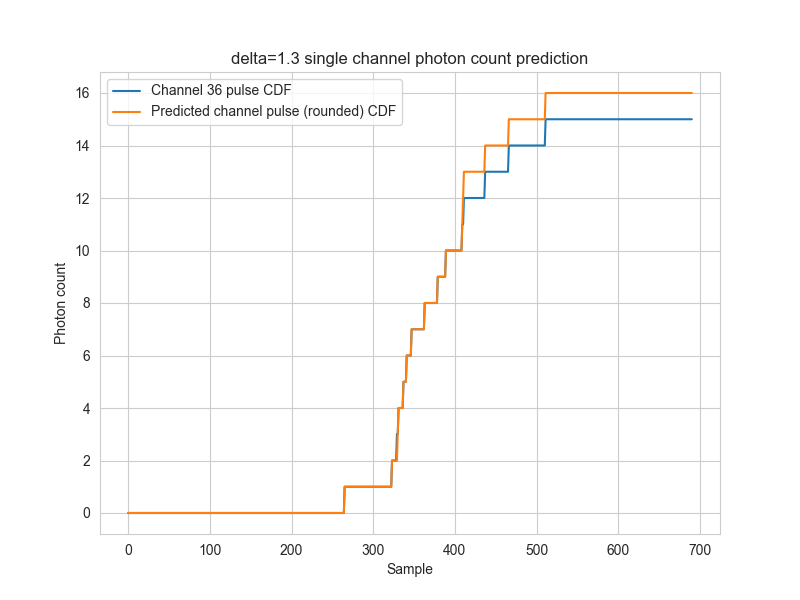 delta=1.3 single channel photon count prediction
Channel 36 pulse CDF
Predicted channel pulse (rounded) CDF
16
14
12
10
8
6
4
2
0
Photon count
0 100 200 300 400 500 600 700
Sample